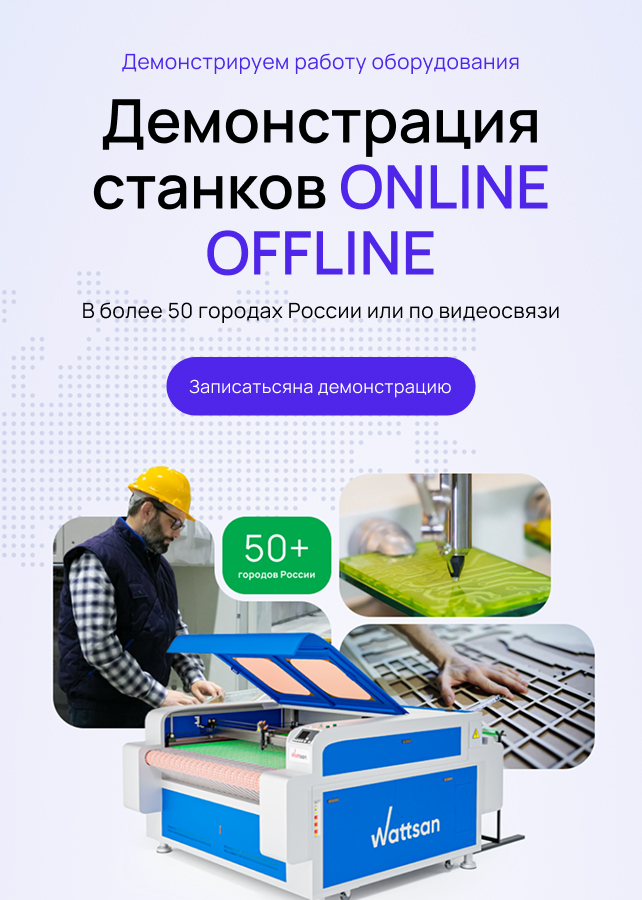 Демонстрируем работу оборудования
Демонстрация
станков ONLINE
OFFLINE
В более 50 городах России или по видеосвязи
Записатьсяна демонстрацию
50+
городов России
Wattsan
Wattsan